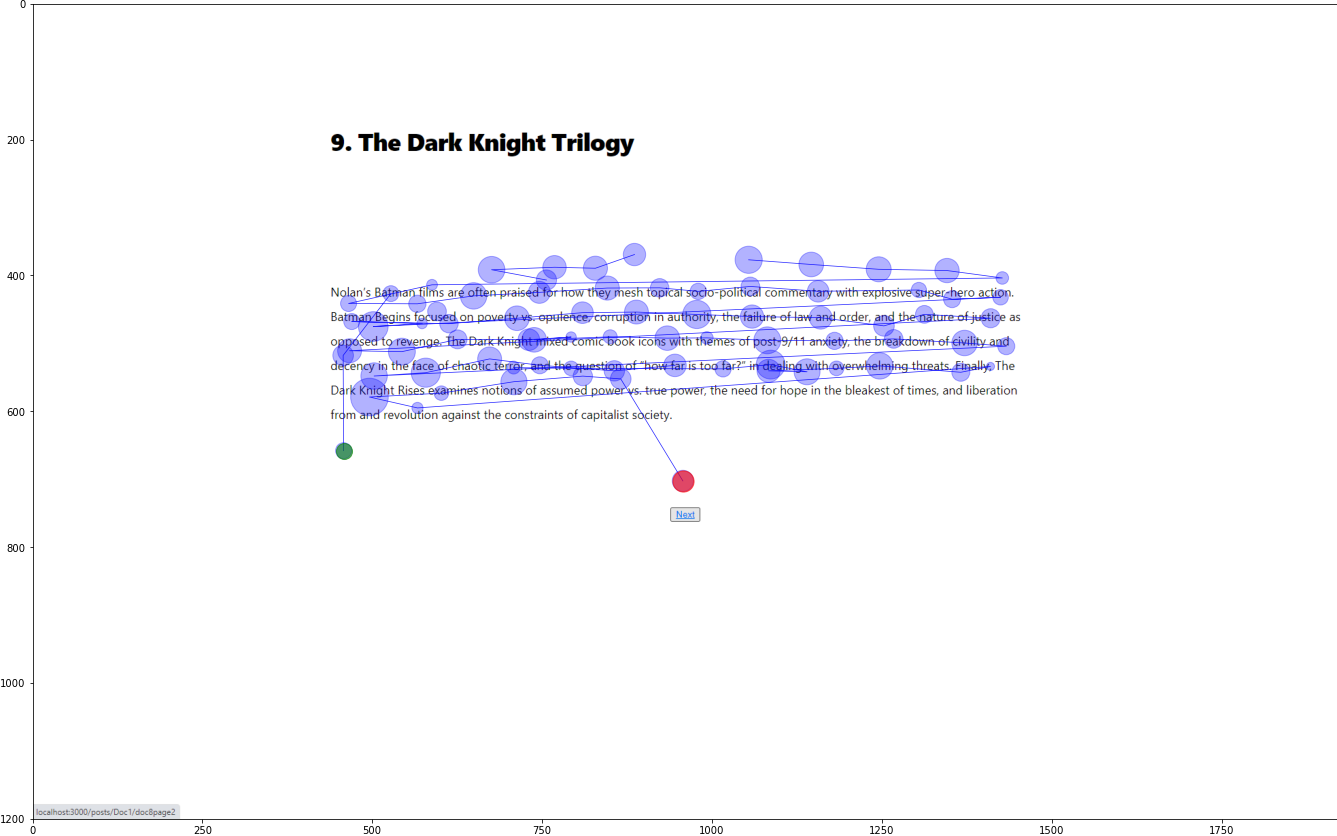 0
200
9. The Dark Knight Trilogy
400
Nolan's Batman films are often praised for how they mesh topical socio-political commentary with explosive super-hero action.
Batman Begins focused on poverty vs. opulence, corruption in authority, the failure of law and order, and the nature of justice as
opposed to revenge. The Dark Knight mixed comic book icons with themes of post-9/11 anxiety, the breakdown of civility and
decency in the face of chaotic terror, and the question of "how far is too far?" in dealing with overwhelming threats. Finally, The
Dark Knight Rises examines notions of assumed power vs. true power, the need for hope in the bleakest of times, and liberation
600
from and revolution against the constraints of capitalist society.
Next
800
1000
localhost:3000/posts/Doc1/doc8page2
1200
0 250 500 750 1000 1250 1500 1750